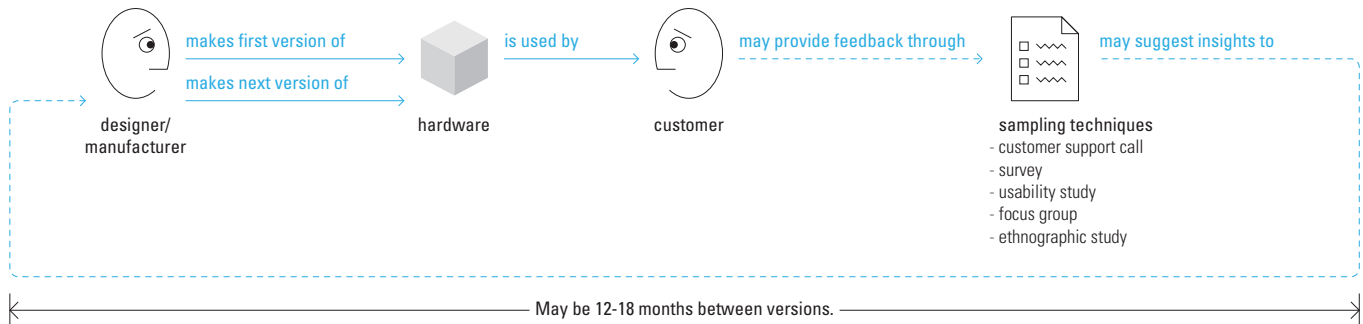 makes first version of
is used by
may provide feedback through
may suggest insights to
makes next version of
designer/
manufacturer
hardware
customer
sampling techniques
- customer support call
- survey
- usability study
- focus group
- ethnographic study
May be 12-18 months between versions.